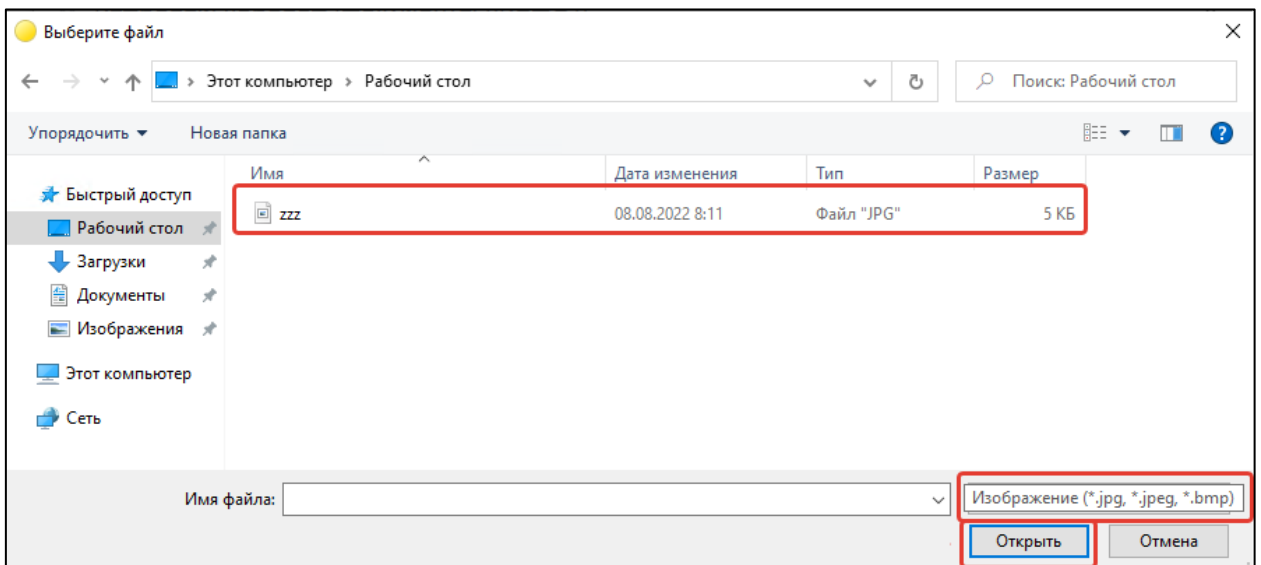 Выберите файл
Этот компьютер › Рабочий стол
Поиск: Рабочий стол
Упорядочить Новая папка
Имя Дата изменения Тип Размер
Быстрый доступ
zzz 08.08.2022 8:11 Файл "JPG" 5 КБ
Рабочий стол
Загрузки
Документы
Изображения
Этот компьютер
Сеть
Имя файла: Изображение (*.jpg, *.jpeg, *.bmp)
Открыть Отмена